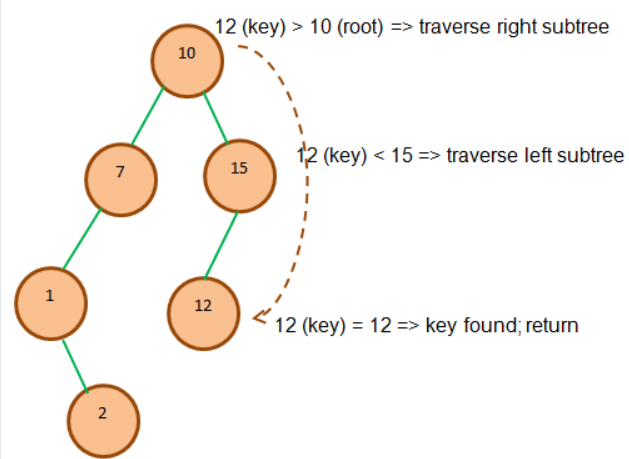 12 (key) > 10 (root) => traverse right subtree
10
12 (key) < 15 => traverse left subtree
7
15
1
12
12 (key) = 12 => key found; return
2